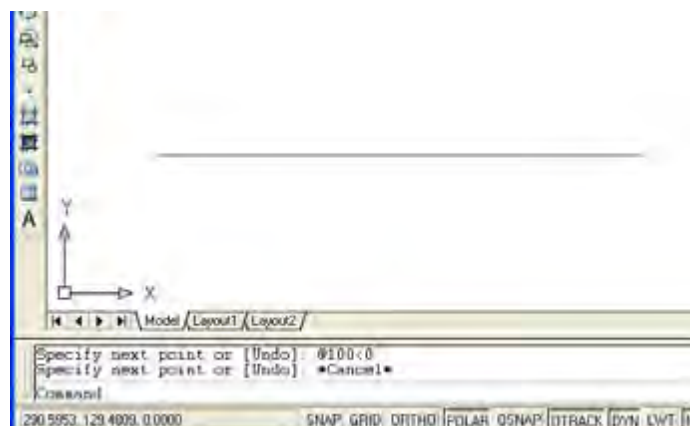 A
Y
X
Model Layout1 Layout2
Specify next point or [Undo]: @100<0
Specify next point or [Undo]: *Cancel*
Command
290.5953, 129.4809, 0.0000 SNAP GRID ORTHO POLAR OSNAP OTRACK DYN LWT